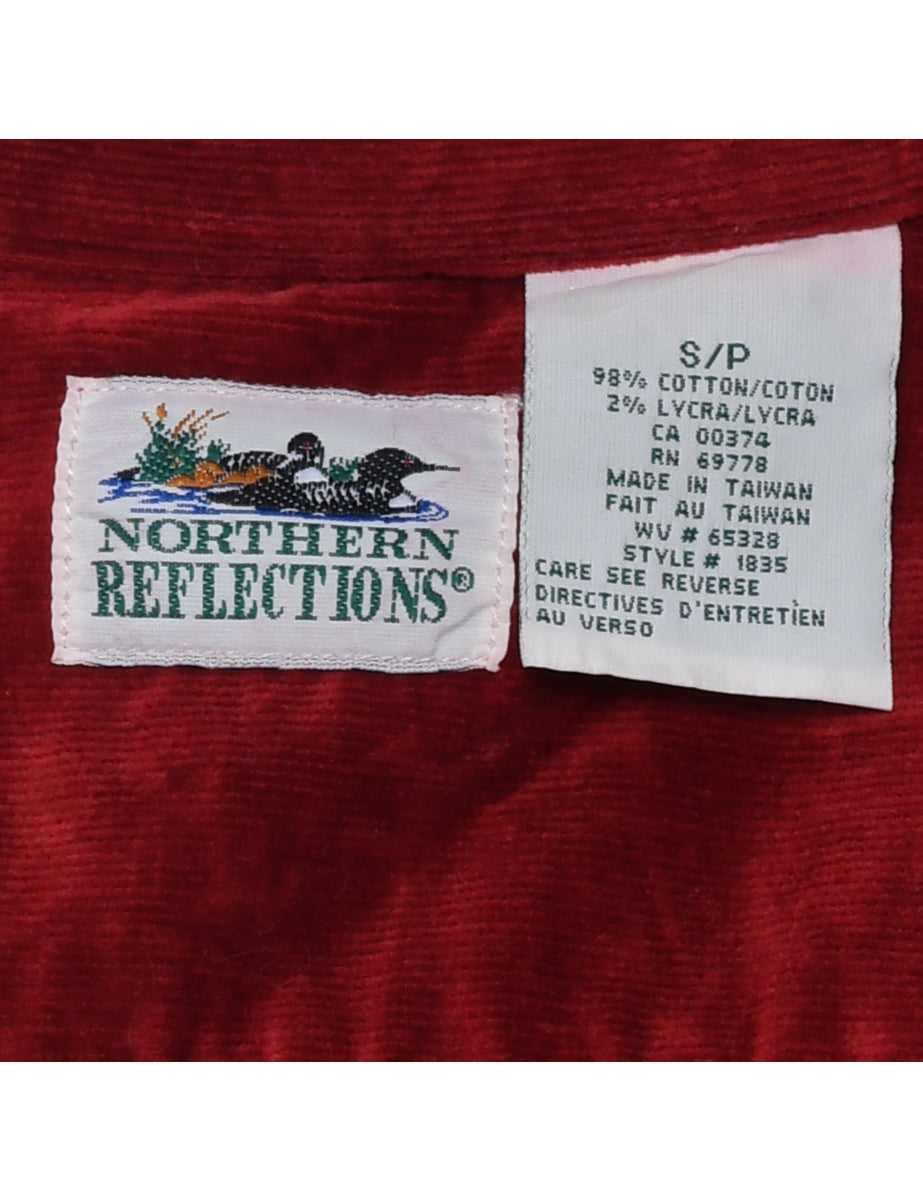 NORTHERN
REFLECTIONS®
S/P
98% COTTON/COTON
2% LYCRA/LYCRA
CA 00374
RN 69778
MADE IN TAIWAN
FAIT AU TAIWAN
WV # 65328
STYLE # 1835
CARE SEE REVERSE
DIRECTIVES D'ENTRETIEN
AU VERSO